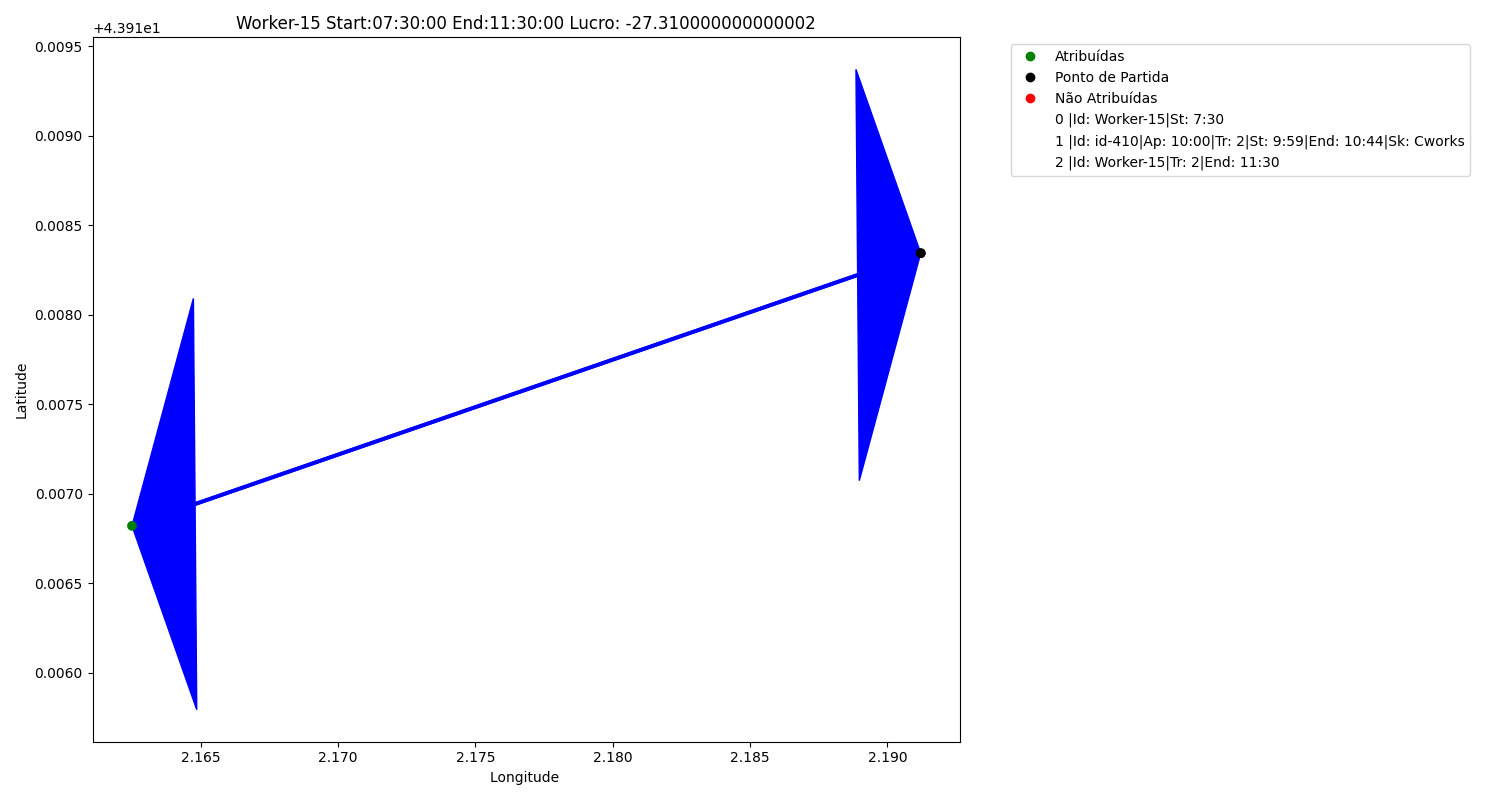 Worker-15 Start:07:30:00 End:11:30:00 Lucro: -27.310000000000002
+4.391e1
0.0095
0.0090
0.0085
0.0080
0.0075
0.0070
0.0065
0.0060
Latitude
2.165 2.170 2.175 2.180 2.185 2.190
Longitude
Atribuídas
Ponto de Partida
Não Atribuídas
0 |Id: Worker-15|St: 7:30
1 |Id: id-410|Ap: 10:00|Tr: 2|St: 9:59|End: 10:44|Sk: Cworks
2 |Id: Worker-15|Tr: 2|End: 11:30